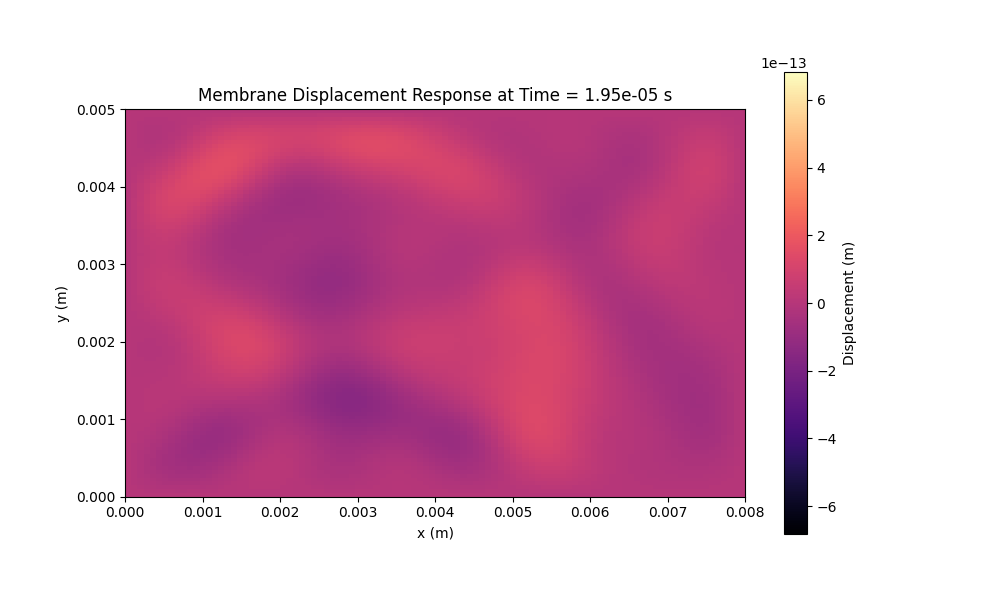 1e−13
Membrane Displacement Response at Time = 1.95e-05 s
0.005
0.004
0.003
0.002
0.001
0.000
y (m)
0.000 0.001 0.002 0.003 0.004 0.005 0.006 0.007 0.008
x (m)
6
4
2
0
−2
−4
−6
Displacement (m)